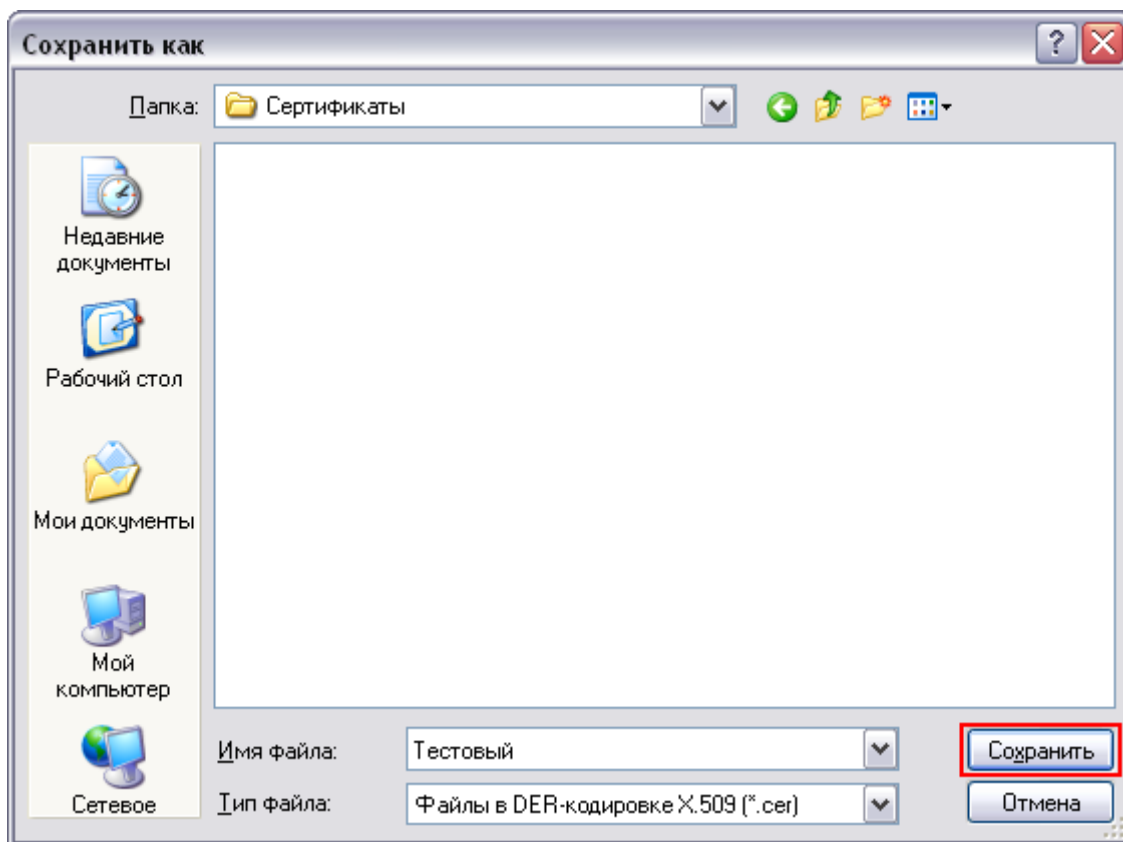 Сохранить как
Папка: Сертификаты
Недавние
документы
Рабочий стол
Мои документы
Мой
компьютер
Сетевое
Имя файла: Тестовый Сохранить
Тип файла: Файлы в DER-кодировке X.509 (*.cer) Отмена